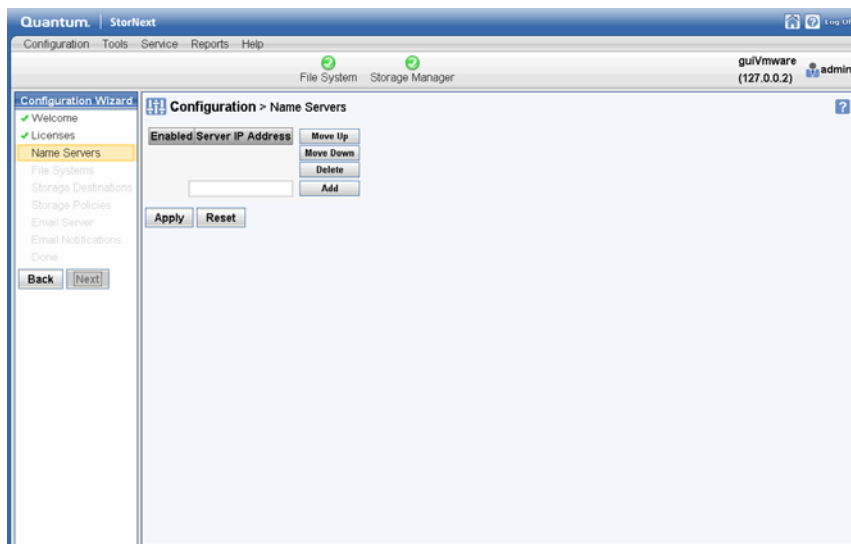 Quantum. StorNext
Log Of
Configuration Tools Service Reports Help
File System Storage Manager
guiVmware
(127.0.0.2)
admin
Configuration Wizard
Welcome
Licenses
Name Servers
File Systems
Storage Destinations
Storage Policies
Email Server
Email Notifications
Done
Back Next
Configuration > Name Servers
?
Enabled Server IP Address
Move Up
Move Down
Delete
Add
Apply Reset